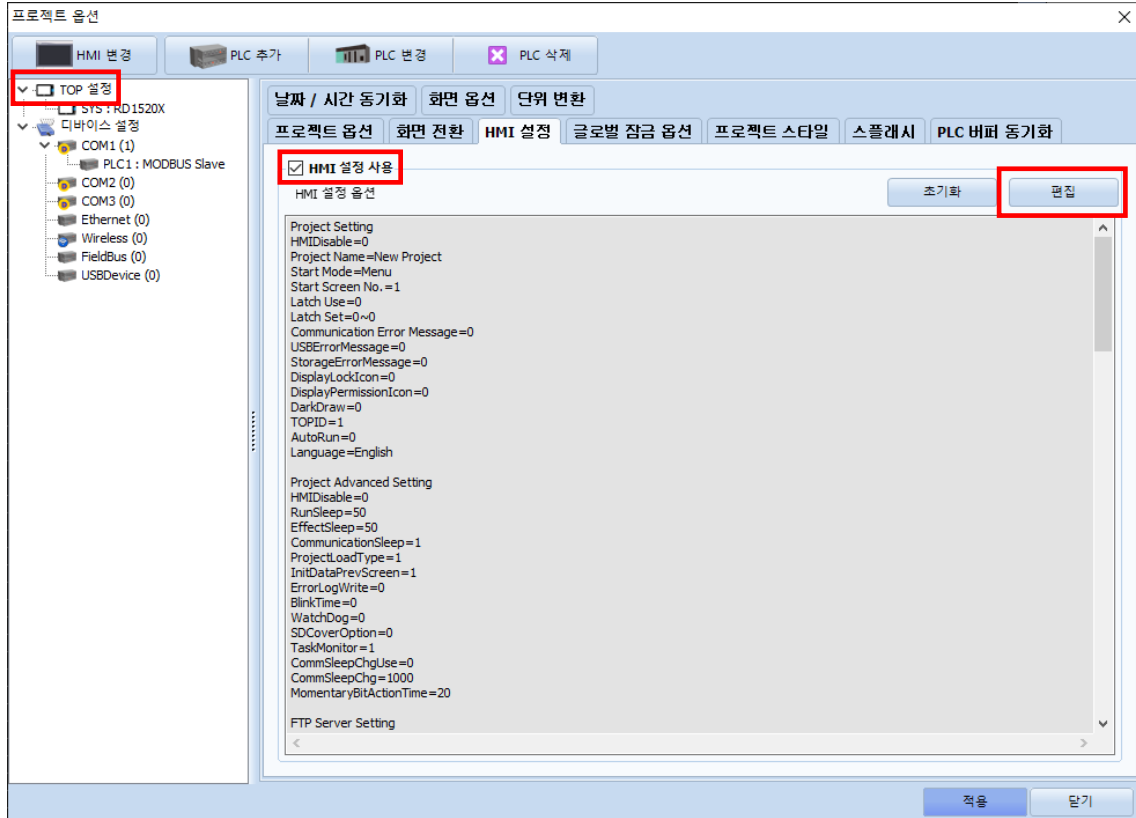 프로젝트 옵션
HMI 변경
PLC 추가
PLC 변경
PLC 삭제
TOP 설정
SYS : RD1520X
디바이스 설정
COM1 (1)
PLC1 : MODBUS Slave
COM2 (0)
COM3 (0)
Ethernet (0)
Wireless (0)
FieldBus (0)
USBDevice (0)
날짜 / 시간 동기화
화면 옵션
단위 변환
프로젝트 옵션
화면 전환
HMI 설정
글로벌 잠금 옵션
프로젝트 스타일
스플래시
PLC 버퍼 동기화
HMI 설정 사용
HMI 설정 옵션
초기화
편집
Project Setting
HMIDisable=0
Project Name=New Project
Start Mode=Menu
Start Screen No.=1
Latch Use=0
Latch Set=0~0
Communication Error Message=0
USBErrorMessage=0
StorageErrorMessage=0
DisplayLockIcon=0
DisplayPermissionIcon=0
DarkDraw=0
TOPID=1
AutoRun=0
Language=English
Project Advanced Setting
HMIDisable=0
RunSleep=50
EffectSleep=50
CommunicationSleep=1
ProjectLoadType=1
InitDataPrevScreen=1
ErrorLogWrite=0
BlinkTime=0
WatchDog=0
SDCoverOption=0
TaskMonitor=1
CommSleepChgUse=0
CommSleepChg=1000
MomentaryBitActionTime=20
FTP Server Setting
적용
닫기